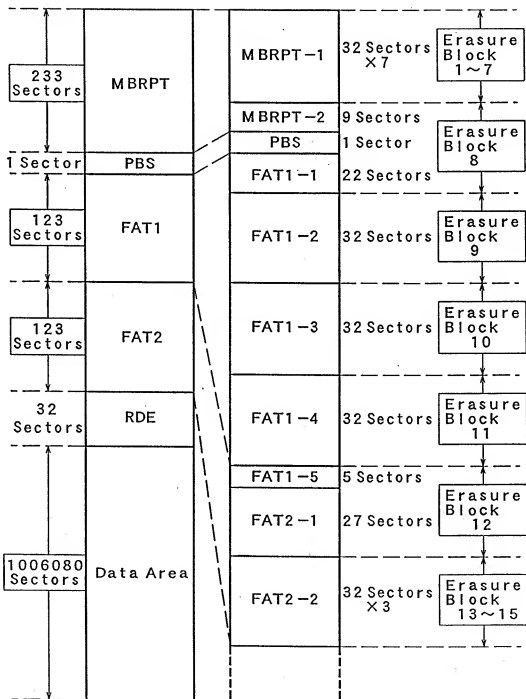 233
Sectors
MBRPT
1 Sector
PBS
123
Sectors
FAT1
123
Sectors
FAT2
32
Sectors
RDE
1006080
Sectors
Data Area
MBRPT-1
32 Sectors
×7
Erasure
Block
1~7
MBRPT-2
9 Sectors
PBS
1 Sector
FAT1-1
22 Sectors
Erasure
Block
8
FAT1-2
32 Sectors
Erasure
Block
9
FAT1-3
32 Sectors
Erasure
Block
10
FAT1-4
32 Sectors
Erasure
Block
11
FAT1-5
5 Sectors
FAT2-1
27 Sectors
Erasure
Block
12
FAT2-2
32 Sectors
×3
Erasure
Block
13~15